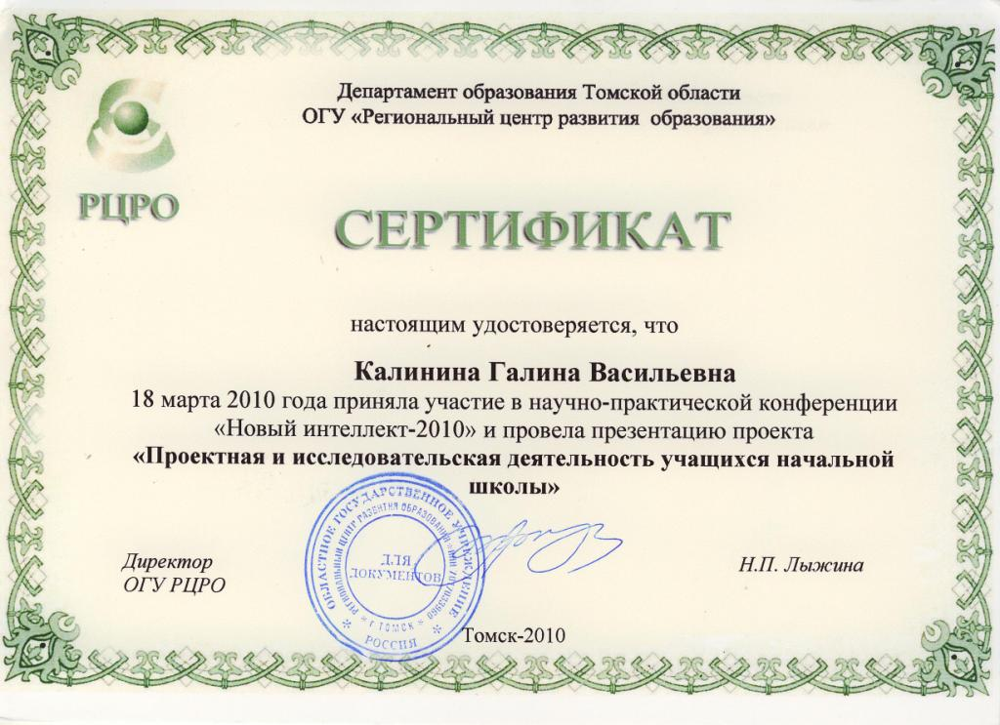 Департамент образования Томской области
ОГУ «Региональный центр развития образования»
РЦРО
СЕРТИФИКАТ
настоящим удостоверяется, что
Калинина Галина Васильевна
18 марта 2010 года приняла участие в научно-практической конференции
«Новый интеллект-2010» и провела презентацию проекта
«Проектная и исследовательская деятельность учащихся начальной
школы»
ОБЛАСТНОЕ ГОСУДАРСТВЕННОЕ УЧРЕЖДЕНИЕ
РЕГИОНАЛЬНЫЙ ЦЕНТР РАЗВИТИЯ ОБРАЗОВАНИЯ
ДЛЯ
ДОКУМЕНТОВ
г ТОМСК
РОССИЯ
Директор
ОГУ РЦРО
Н.П. Лыжина
Томск-2010